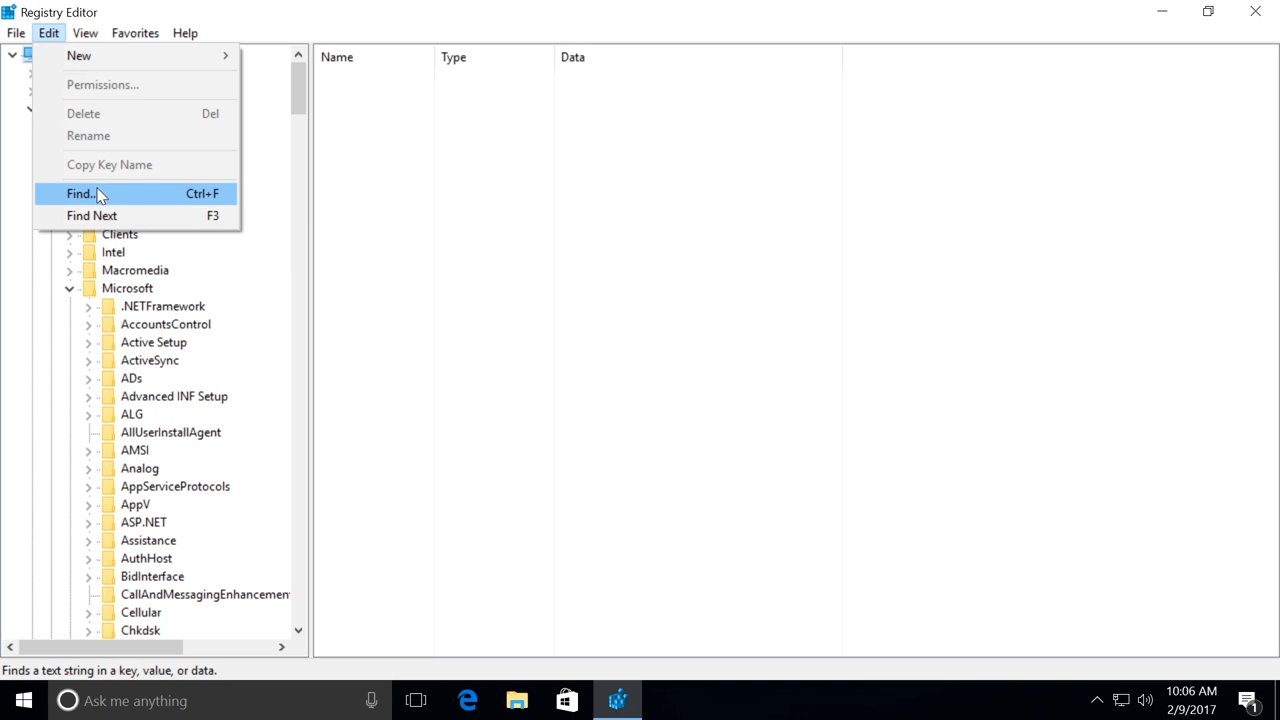 Registry Editor
File Edit View Favorites Help
New
Permissions...
Delete Del
Rename
Copy Key Name
Find... Ctrl+F
Find Next F3
Name Type Data
Clients
Intel
Macromedia
Microsoft
.NETFramework
AccountsControl
Active Setup
ActiveSync
ADs
Advanced INF Setup
ALG
AllUserInstallAgent
AMSI
Analog
AppServiceProtocols
AppV
ASP.NET
Assistance
AuthHost
BidInterface
CallAndMessagingEnhancemen
Cellular
Chkdsk
Finds a text string in a key, value, or data.
Ask me anything
10:06 AM
2/9/2017
1